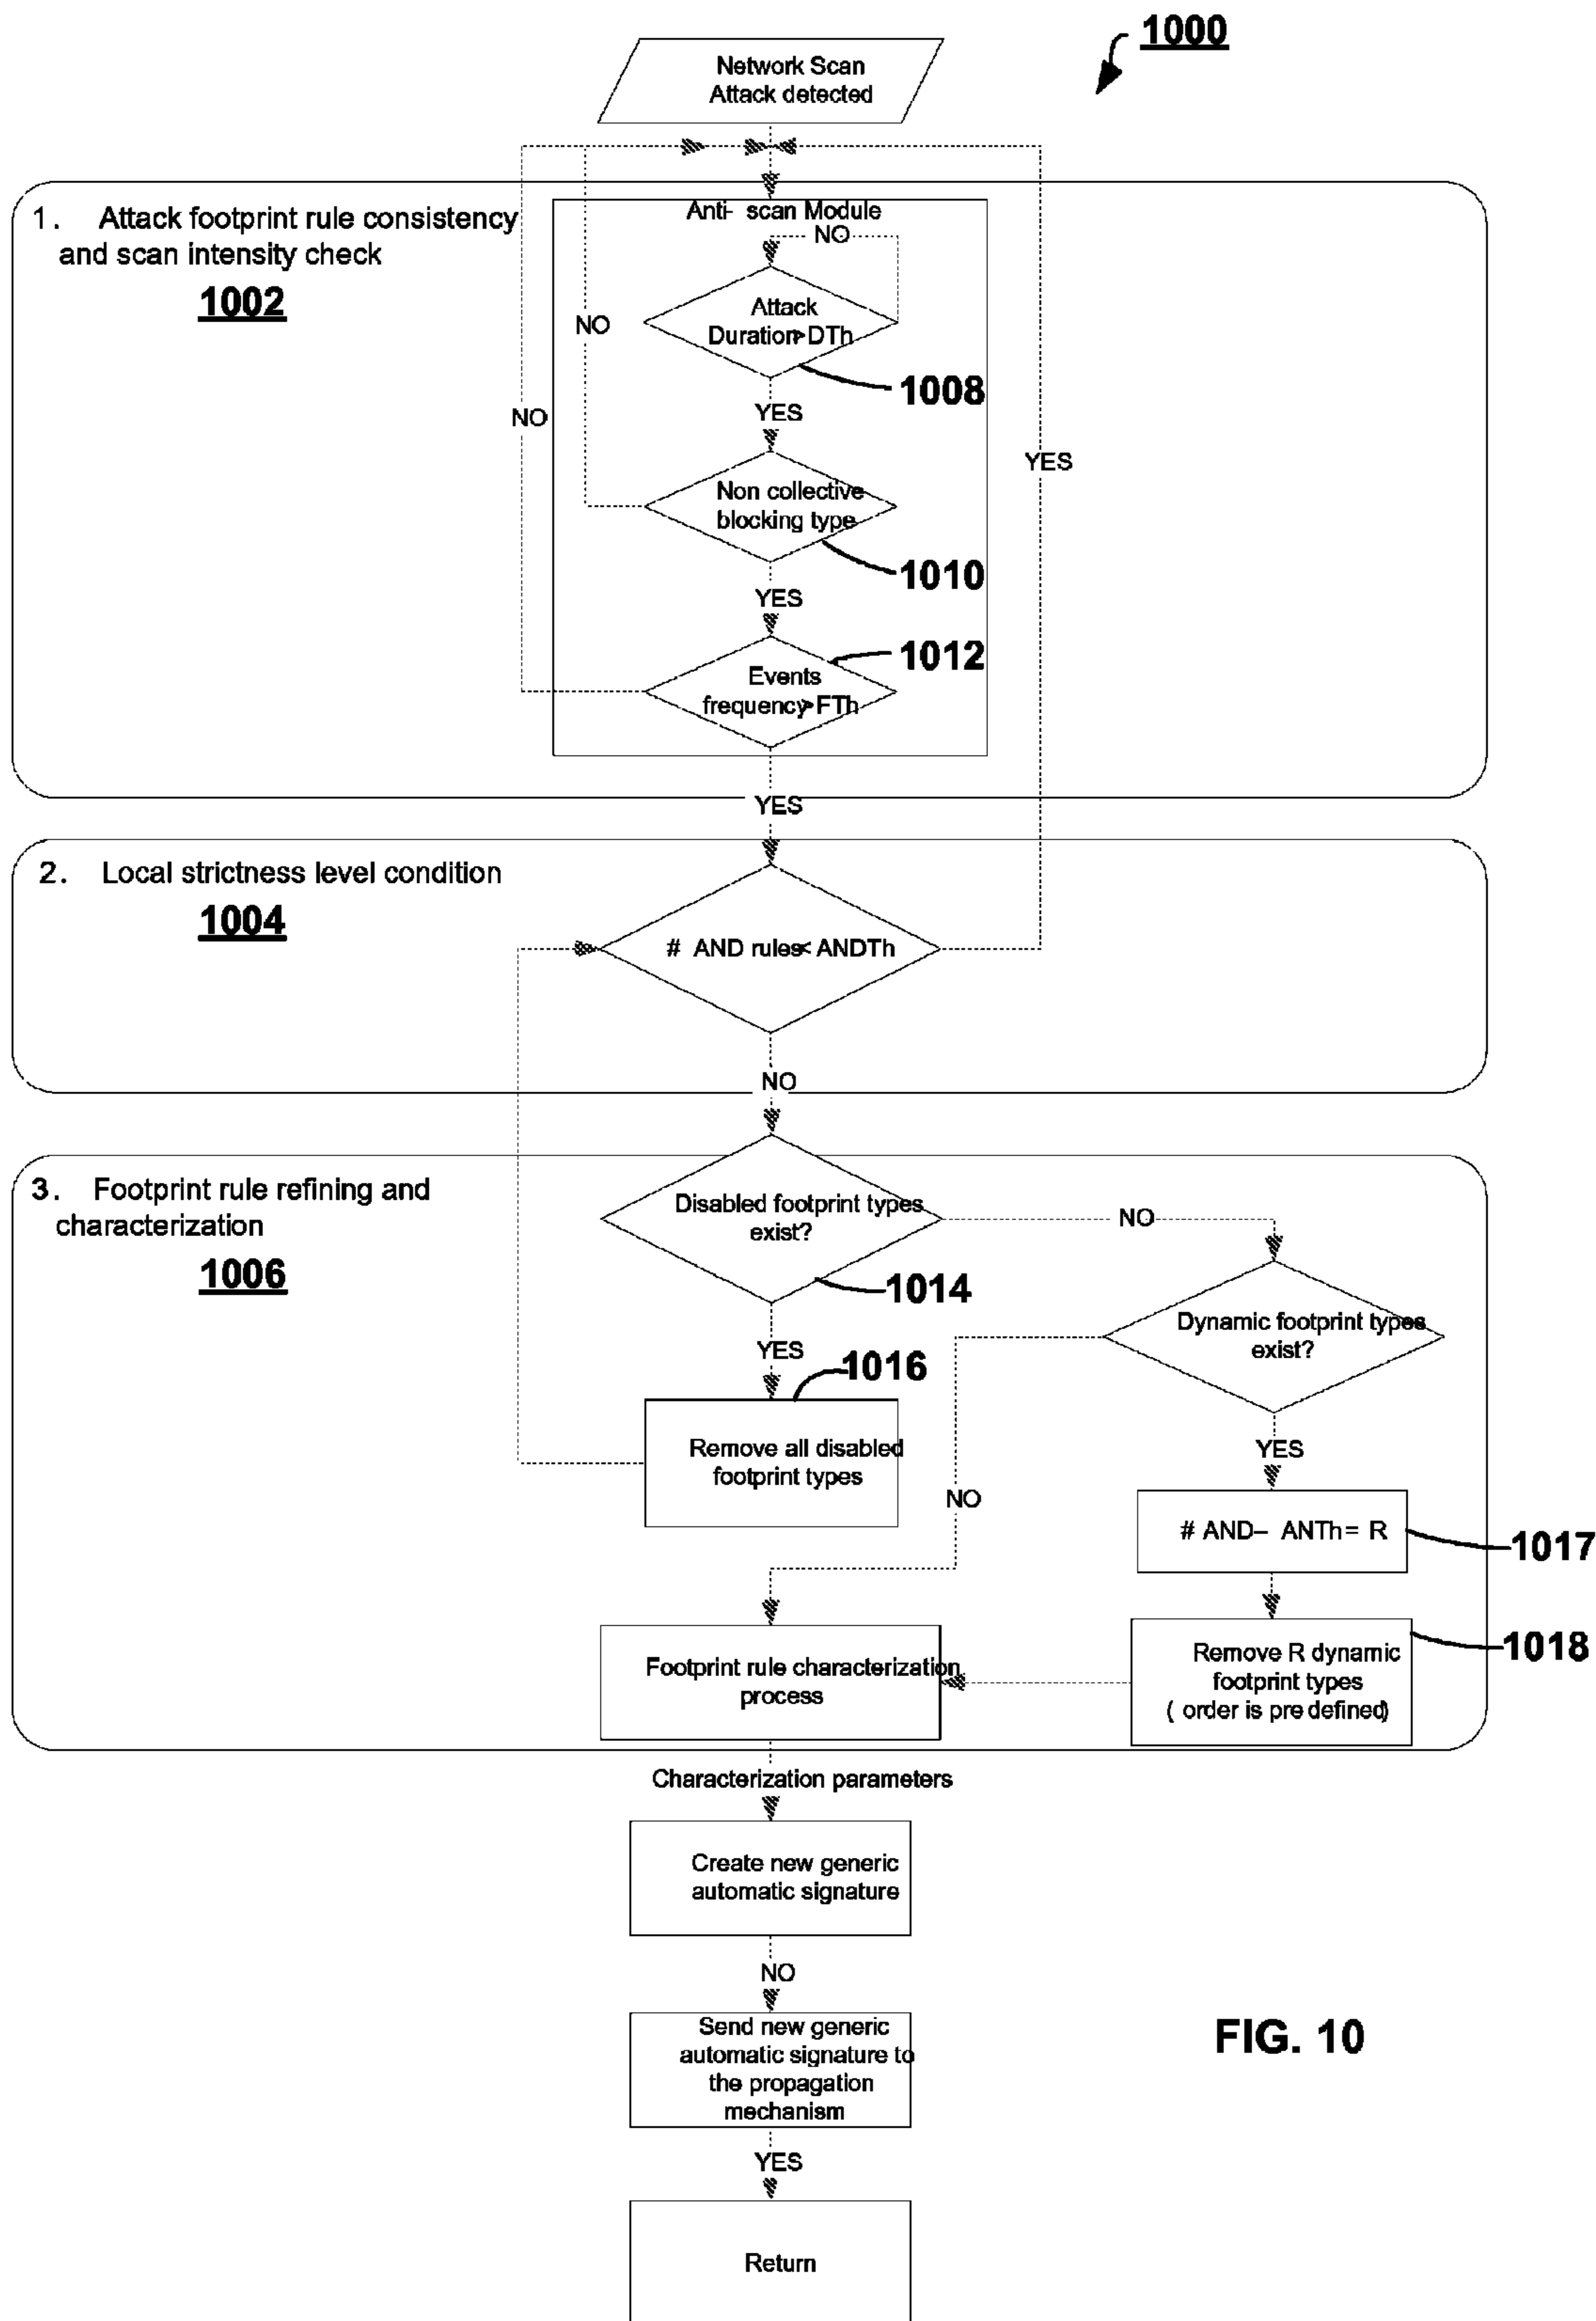 1000
Network Scan
Attack detected
1. Attack footprint rule consistency
and scan intensity check
1002
Anti- scan Module
NO
Attack
Duration>DTh
NO
1008
NO
YES
YES
Non collective
blocking type
1010
YES
1012
Events
frequency>FTh
YES
2. Local strictness level condition
1004
# AND rules< ANDTh
NO
3. Footprint rule refining and
characterization
1006
Disabled footprint types
exist?
NO
1014
Dynamic footprint types
exist?
YES
1016
Remove all disabled
footprint types
YES
NO
# AND– ANTh= R
1017
Footprint rule characterization
process
Remove R dynamic
footprint types
( order is pre defined)
1018
Characterization parameters
Create new generic
automatic signature
NO
Send new generic
automatic signature to
the propagation
mechanism
YES
Return
FIG. 10